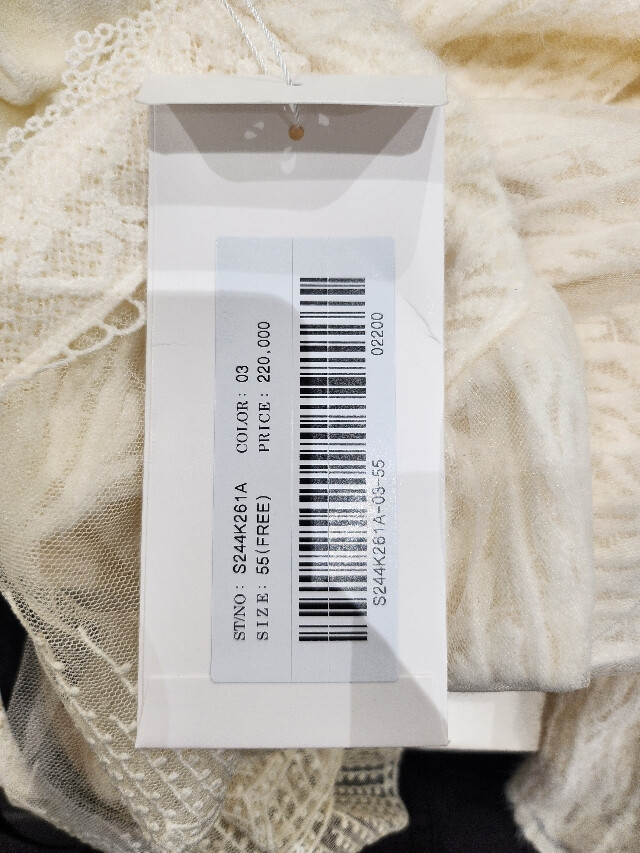 ST/NO : S244K261A COLOR : 03
SIZE : 55(FREE) PRICE : 220,000
S244K261A-03-55 02200